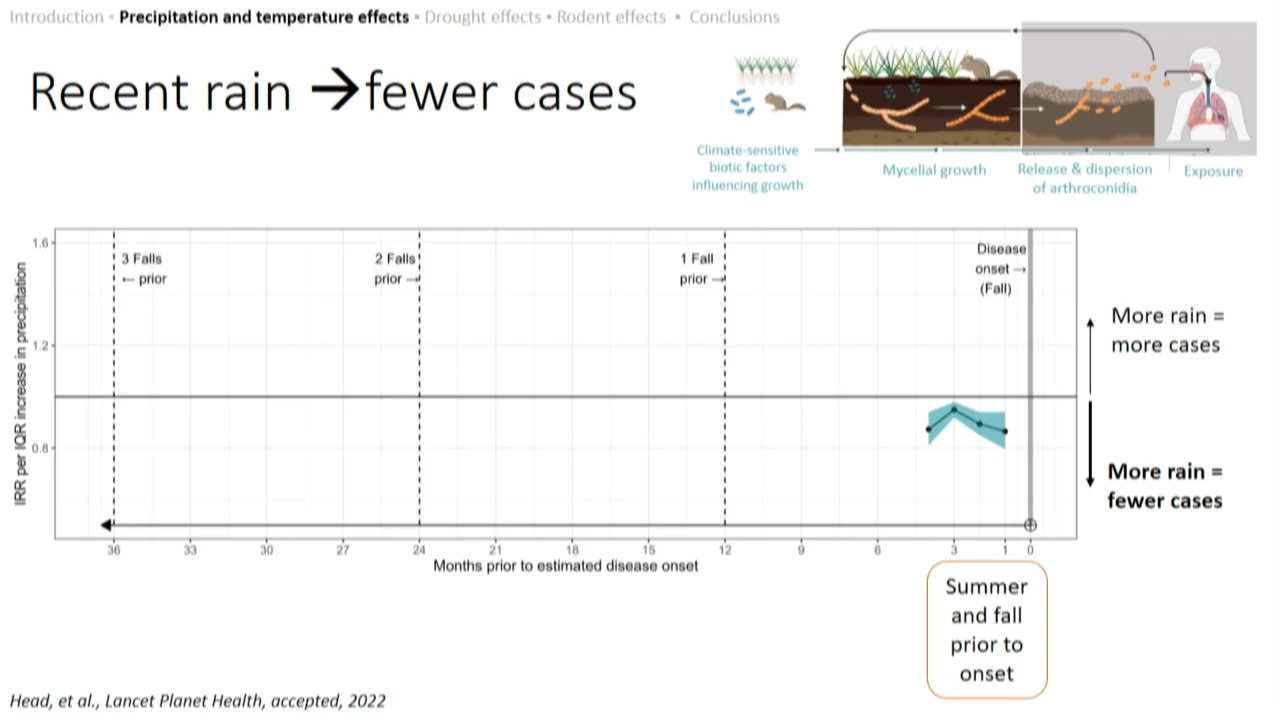 Introduction • Precipitation and temperature effects • Drought effects • Rodent effects • Conclusions
Recent rain → fewer cases
Climate-sensitive
biotic factors
influencing growth
Mycelial growth
Release & dispersion
of arthroconidia
Exposure
IRR per IQR increase in precipitation
1.6
1.2
0.8
3 Falls
← prior
2 Falls
prior →
1 Fall
prior →
Disease
onset →
(Fall)
More rain =
more cases
More rain =
fewer cases
36 33 30 27 24 21 18 15 12 9 6 3 1 0
Months prior to estimated disease onset
Summer
and fall
prior to
onset
Head, et al., Lancet Planet Health, accepted, 2022